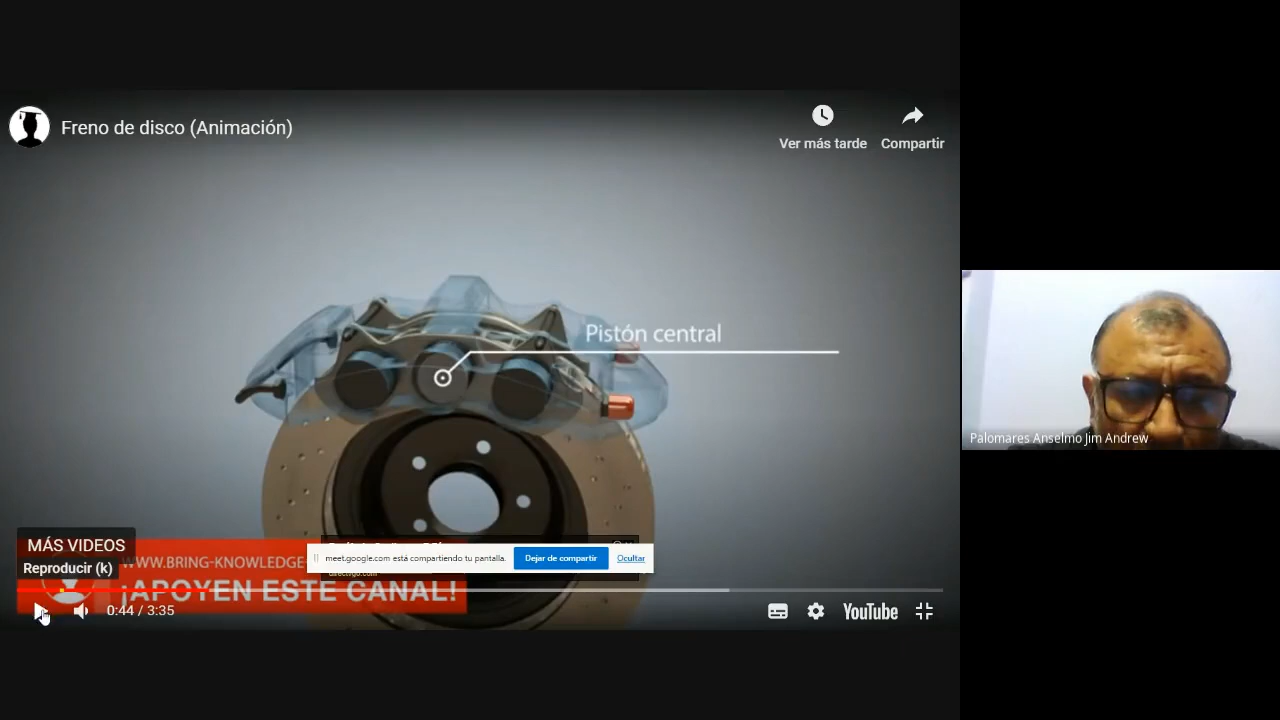 Freno de disco (Animación)
Ver más tarde
Compartir
Pistón central
MÁS VIDEOS
Reproducir (k)
WWW.BRING-KNOWLEDGE-
¡APOYEN ESTE CANAL!
meet.google.com está compartiendo tu pantalla.
Dejar de compartir
Ocultar
0:44 / 3:35
YouTube
Palomares Anselmo Jim Andrew